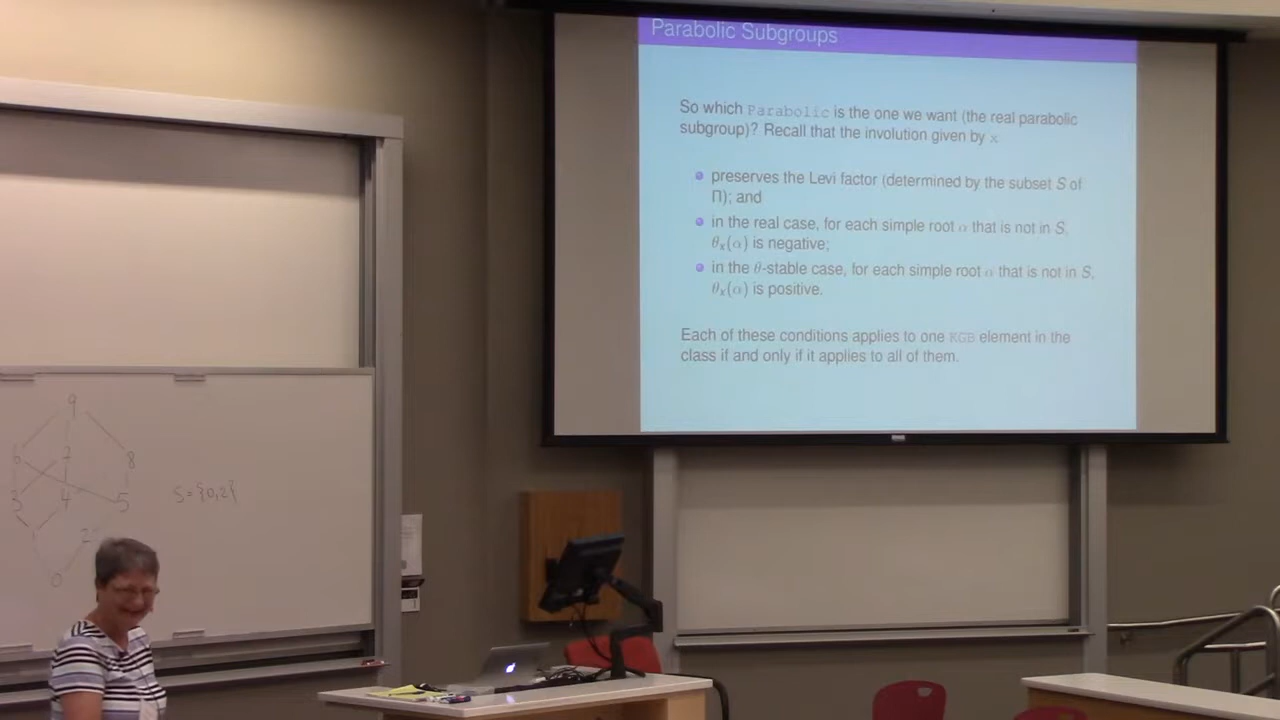 Parabolic Subgroups
So which Parabolic is the one we want (the real parabolic
subgroup)? Recall that the involution given by x
preserves the Levi factor (determined by the subset S of
Π); and
in the real case, for each simple root α that is not in S,
θx(α) is negative;
in the θ-stable case, for each simple root α that is not in S,
θx(α) is positive.
Each of these conditions applies to one KGB element in the
class if and only if it applies to all of them.
9
6 7 8
3 4 5
S={0,2}
1 2
0